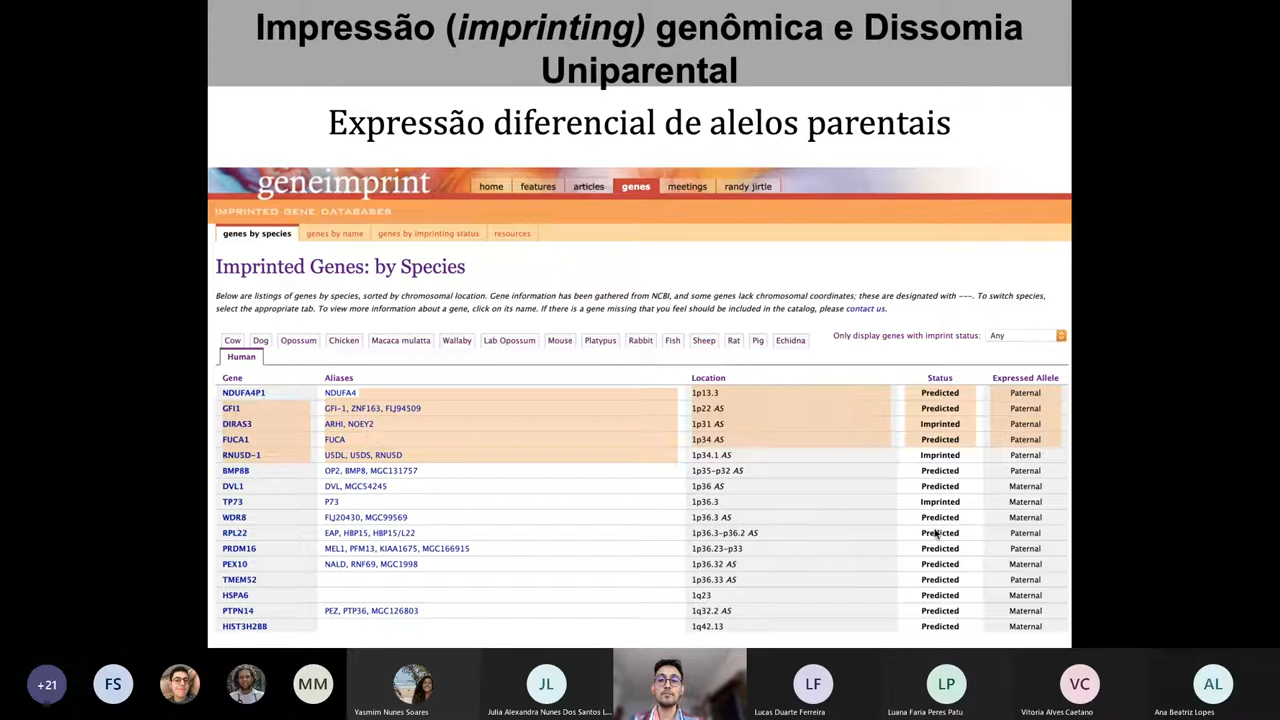 Impressão (imprinting) genômica e Dissomia
Uniparental
Expressão diferencial de alelos parentais
geneimprint home features articles genes meetings randy jirtle
IMPRINTED GENE DATABASES
genes by species genes by name genes by imprinting status resources
Imprinted Genes: by Species
Below are listings of genes by species, sorted by chromosomal location. Gene information has been gathered from NCBI, and some genes lack chromosomal coordinates; these are designated with ---. To switch species,
select the appropriate tab. To view more information about a gene, click on its name. If there is a gene missing that you feel should be included in the catalog, please contact us.
Only display genes with imprint status: Any
Cow Dog Opossum Chicken Macaca mulatta Wallaby Lab Opossum Mouse Platypus Rabbit Fish Sheep Rat Pig Echidna
Human
Gene Aliases Location Status Expressed Allele
NDUFA4P1 NDUFA4 1p13.3 Predicted Paternal
GFI1 GFI-1, ZNF163, FLJ94509 1p22 AS Predicted Paternal
DIRAS3 ARHI, NOEY2 1p31 AS Imprinted Paternal
FUCA1 FUCA 1p34 AS Predicted Paternal
RNU5D-1 U5DL, U5DS, RNU5D 1p34.1 AS Imprinted Paternal
BMP8B OP2, BMP8, MGC131757 1p35-p32 AS Predicted Paternal
DVL1 DVL, MGC54245 1p36 AS Predicted Maternal
TP73 P73 1p36.3 Imprinted Maternal
WDR8 FLJ20430, MGC99569 1p36.3 AS Predicted Maternal
RPL22 EAP, HBP15, HBP15/L22 1p36.3-p36.2 AS Predicted Paternal
PRDM16 MEL1, PFM13, KIAA1675, MGC166915 1p36.23-p33 Predicted Paternal
PEX10 NALD, RNF69, MGC1998 1p36.32 AS Predicted Maternal
TMEM52 1p36.33 AS Predicted Paternal
HSPA6 1q23 Predicted Maternal
PTPN14 PEZ, PTP36, MGC126803 1q32.2 AS Predicted Maternal
HIST3H2BB 1q42.13 Predicted Maternal
+21 FS MM JL LF LP VC AL
Yasmim Nunes Soares Julia Alexandra Nunes Dos Santos L... Lucas Duarte Ferreira Luana Faria Peres Patu Vitoria Alves Caetano Ana Beatriz Lopes